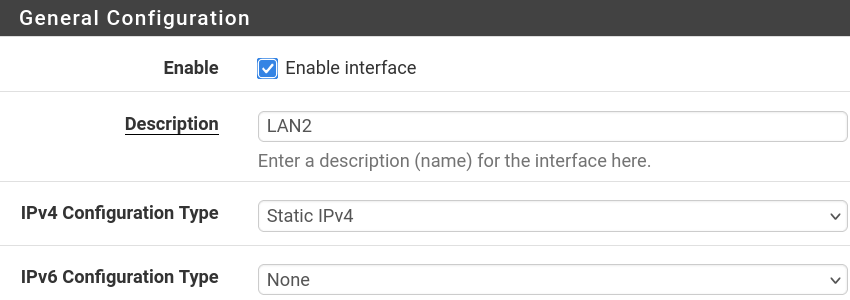 General Configuration
Enable Enable interface
Description LAN2
Enter a description (name) for the interface here.
IPv4 Configuration Type Static IPv4
IPv6 Configuration Type None